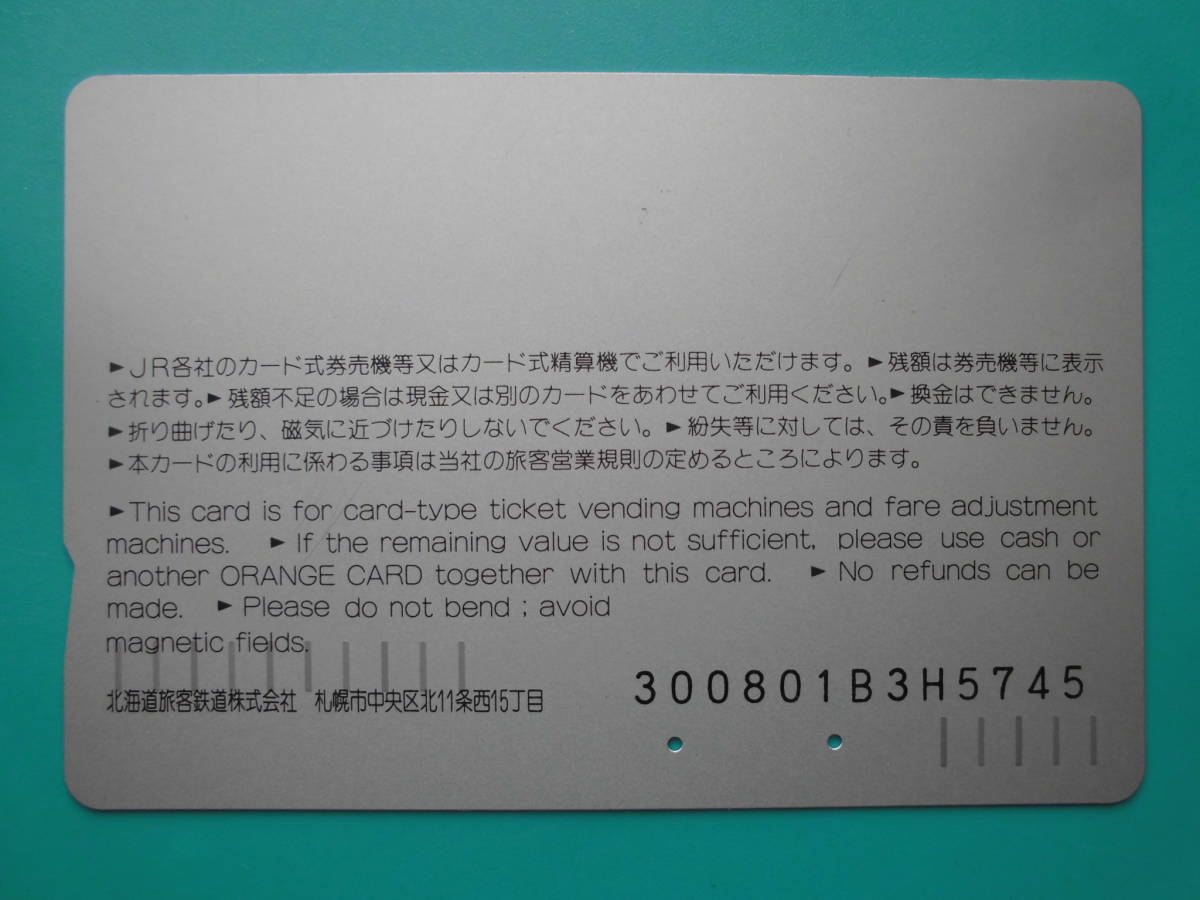 ►JR各社のカード式券売機等又はカード式精算機でご利用いただけます。►残額は券売機等に表示
されます。►残額不足の場合は現金又は別のカードをあわせてご利用ください。►換金はできません。
►折り曲げたり、磁気に近づけたりしないでください。►紛失等に対しては、その責を負いません。
►本カードの利用に係わる事項は当社の旅客営業規則の定めるところによります。
►This card is for card-type ticket vending machines and fare adjustment
machines. ►If the remaining value is not sufficient, please use cash or
another ORANGE CARD together with this card. ►No refunds can be
made. ►Please do not bend ; avoid
magnetic fields.
北海道旅客鉄道株式会社 札幌市中央区北11条西15丁目
300801B3H5745